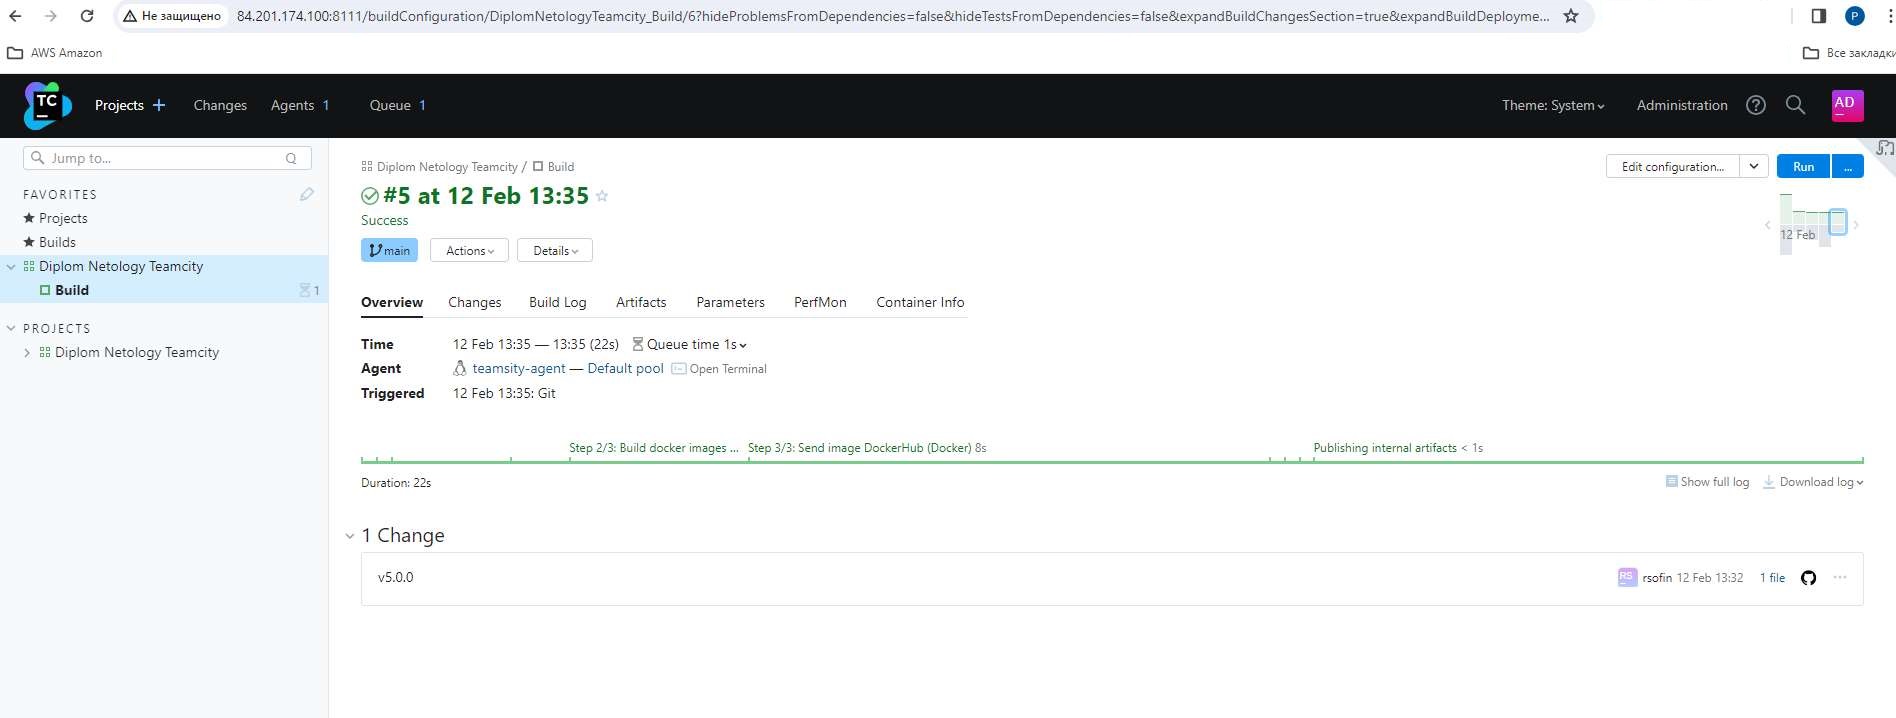 Не защищено 84.201.174.100:8111/buildConfiguration/DiplomNetologyTeamcity_Build/6?hideProblemsFromDependencies=false&hideTestsFromDependencies=false&expandBuildChangesSection=true&expandBuildDeployme... P
AWS Amazon Все закладки
TC Projects Changes Agents 1 Queue 1 Theme: System Administration ? AD
Jump to... Q
FAVORITES
Projects
Builds
Diplom Netology Teamcity
Build 1
PROJECTS
Diplom Netology Teamcity
Diplom Netology Teamcity / Build
Edit configuration... Run ...
#5 at 12 Feb 13:35
Success
12 Feb
main Actions Details
Overview Changes Build Log Artifacts Parameters PerfMon Container Info
Time 12 Feb 13:35 — 13:35 (22s) Queue time 1s
Agent teamsity-agent — Default pool Open Terminal
Triggered 12 Feb 13:35: Git
Step 2/3: Build docker images ... Step 3/3: Send image DockerHub (Docker) 8s Publishing internal artifacts < 1s
Duration: 22s Show full log Download log
1 Change
v5.0.0 RS rsofin 12 Feb 13:32 1 file ...